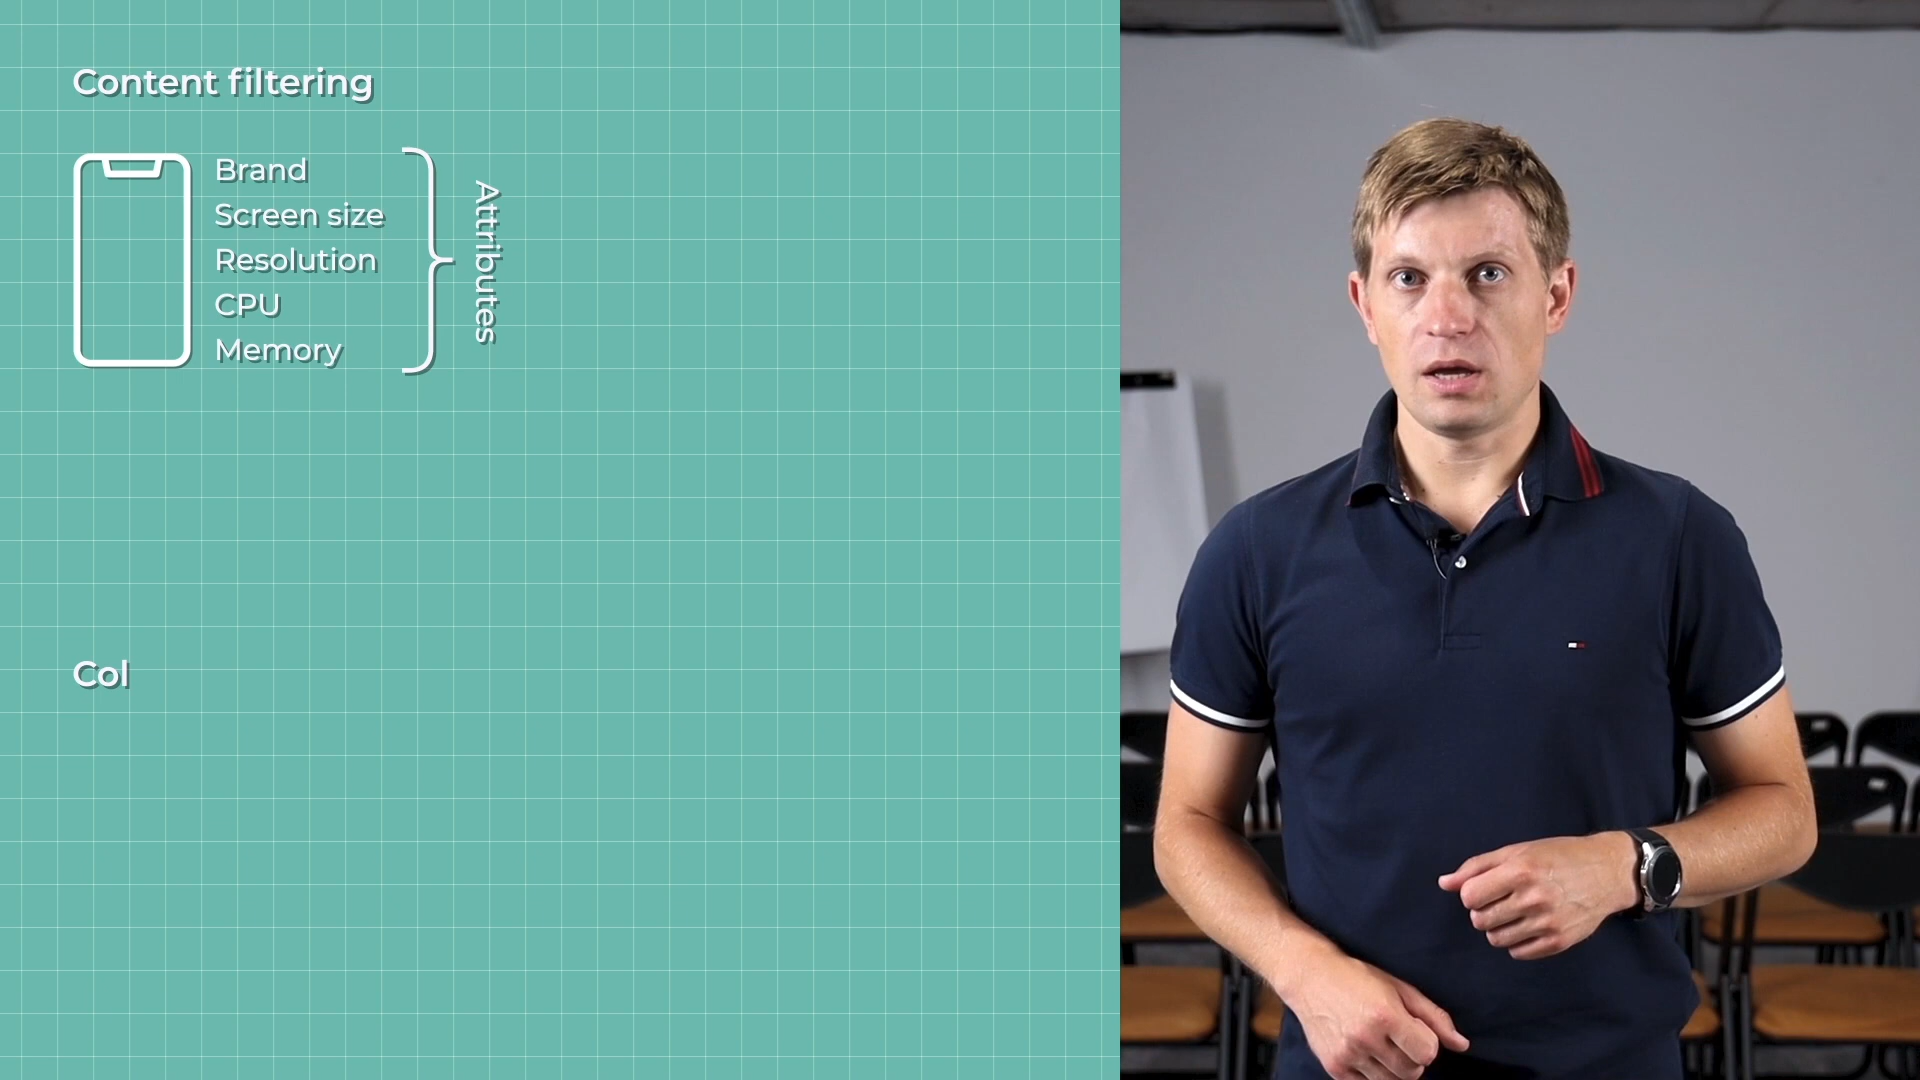 Content filtering
Brand
Screen size
Resolution
CPU
Memory
Attributes
Col